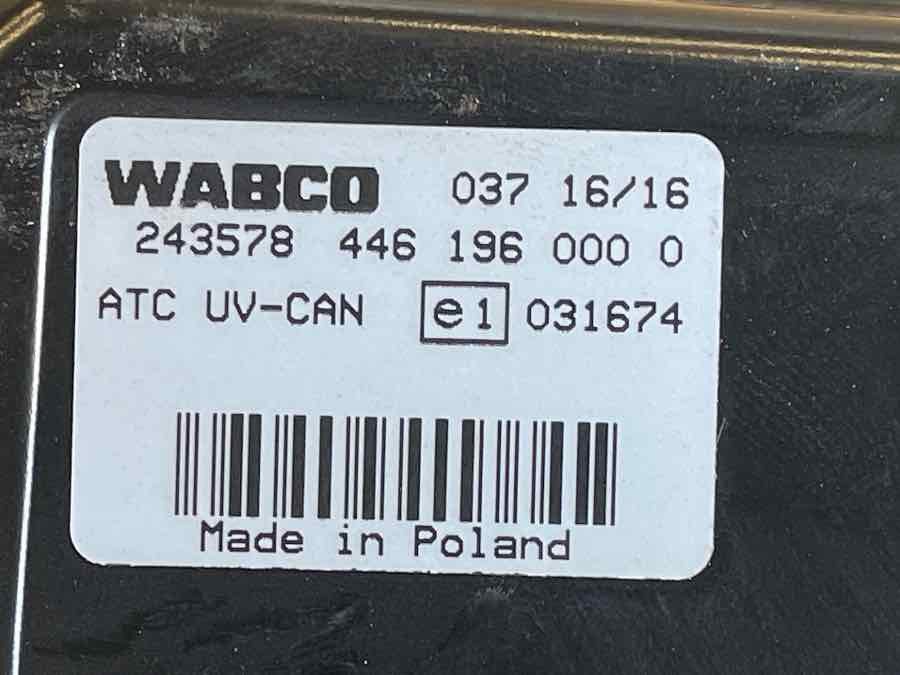 WABCO 037 16/16
243578 446 196 000 0
ATC UV-CAN e1 031674
Made in Poland